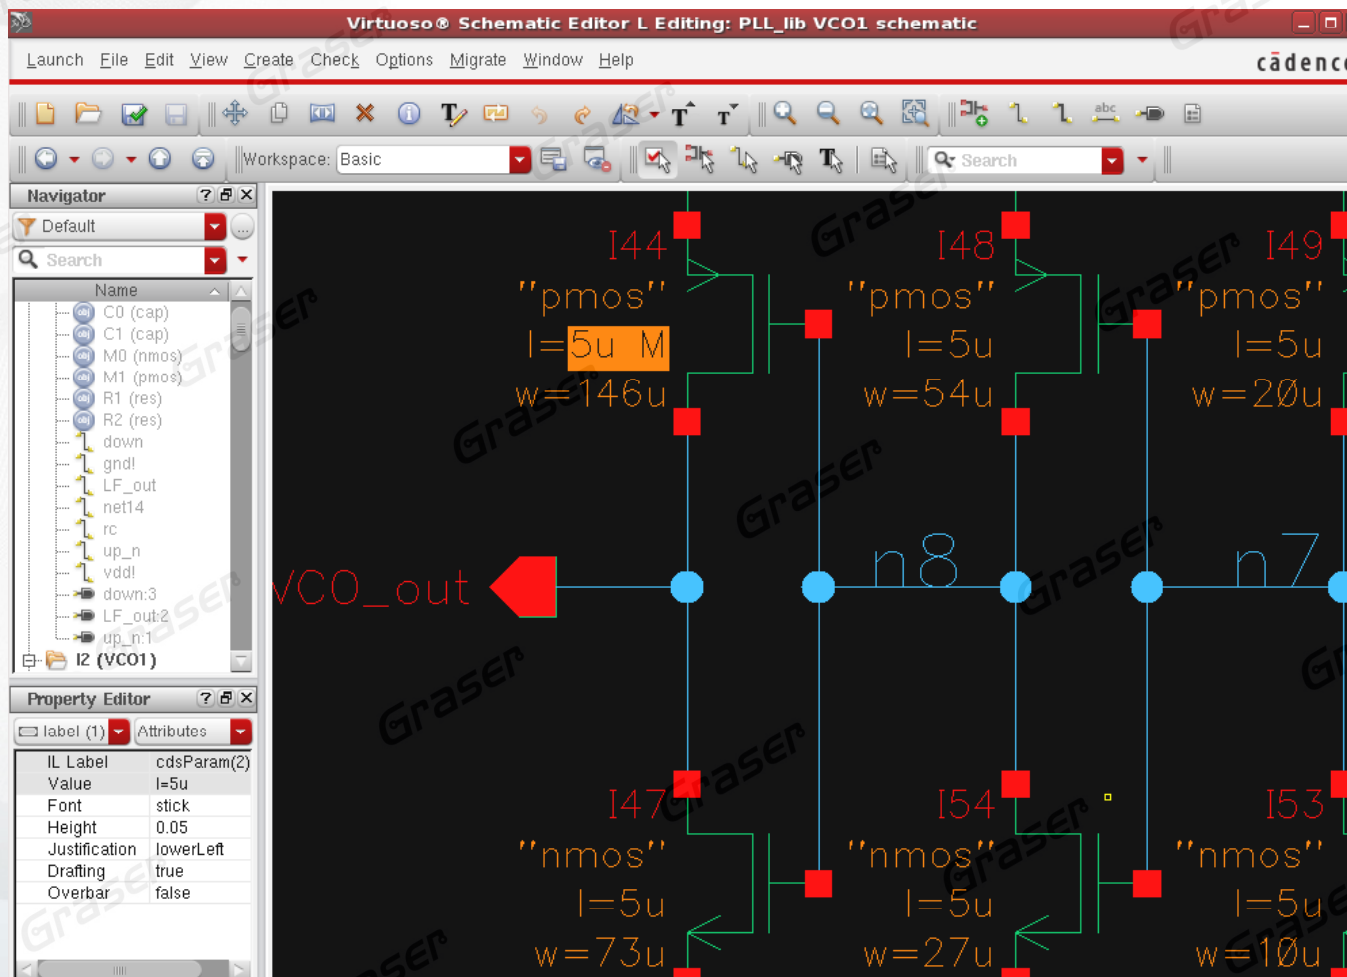 Virtuoso® Schematic Editor L Editing: PLL_lib VCO1 schematic
Launch File Edit View Create Check Options Migrate Window Help
cādence
abc
Workspace: Basic
Search
Navigator
Default
Search
Name
C0 (cap)
C1 (cap)
M0 (nmos)
M1 (pmos)
R1 (res)
R2 (res)
down
gnd!
LF_out
net14
rc
up_n
vdd!
down:3
LF_out:2
up_n:1
I2 (VCO1)
Property Editor
label (1) Attributes
IL Label cdsParam(2)
Value l=5u
Font stick
Height 0.05
Justification lowerLeft
Drafting true
Overbar false
I44
"pmos"
l=5u M
w=146u
I48
"pmos"
l=5u
w=54u
I49
"pmos"
l=5u
w=20u
VCO_out
n8
n7
I47
"nmos"
l=5u
w=73u
I54
"nmos"
l=5u
w=27u
I53
"nmos"
l=5u
w=10u
Graser